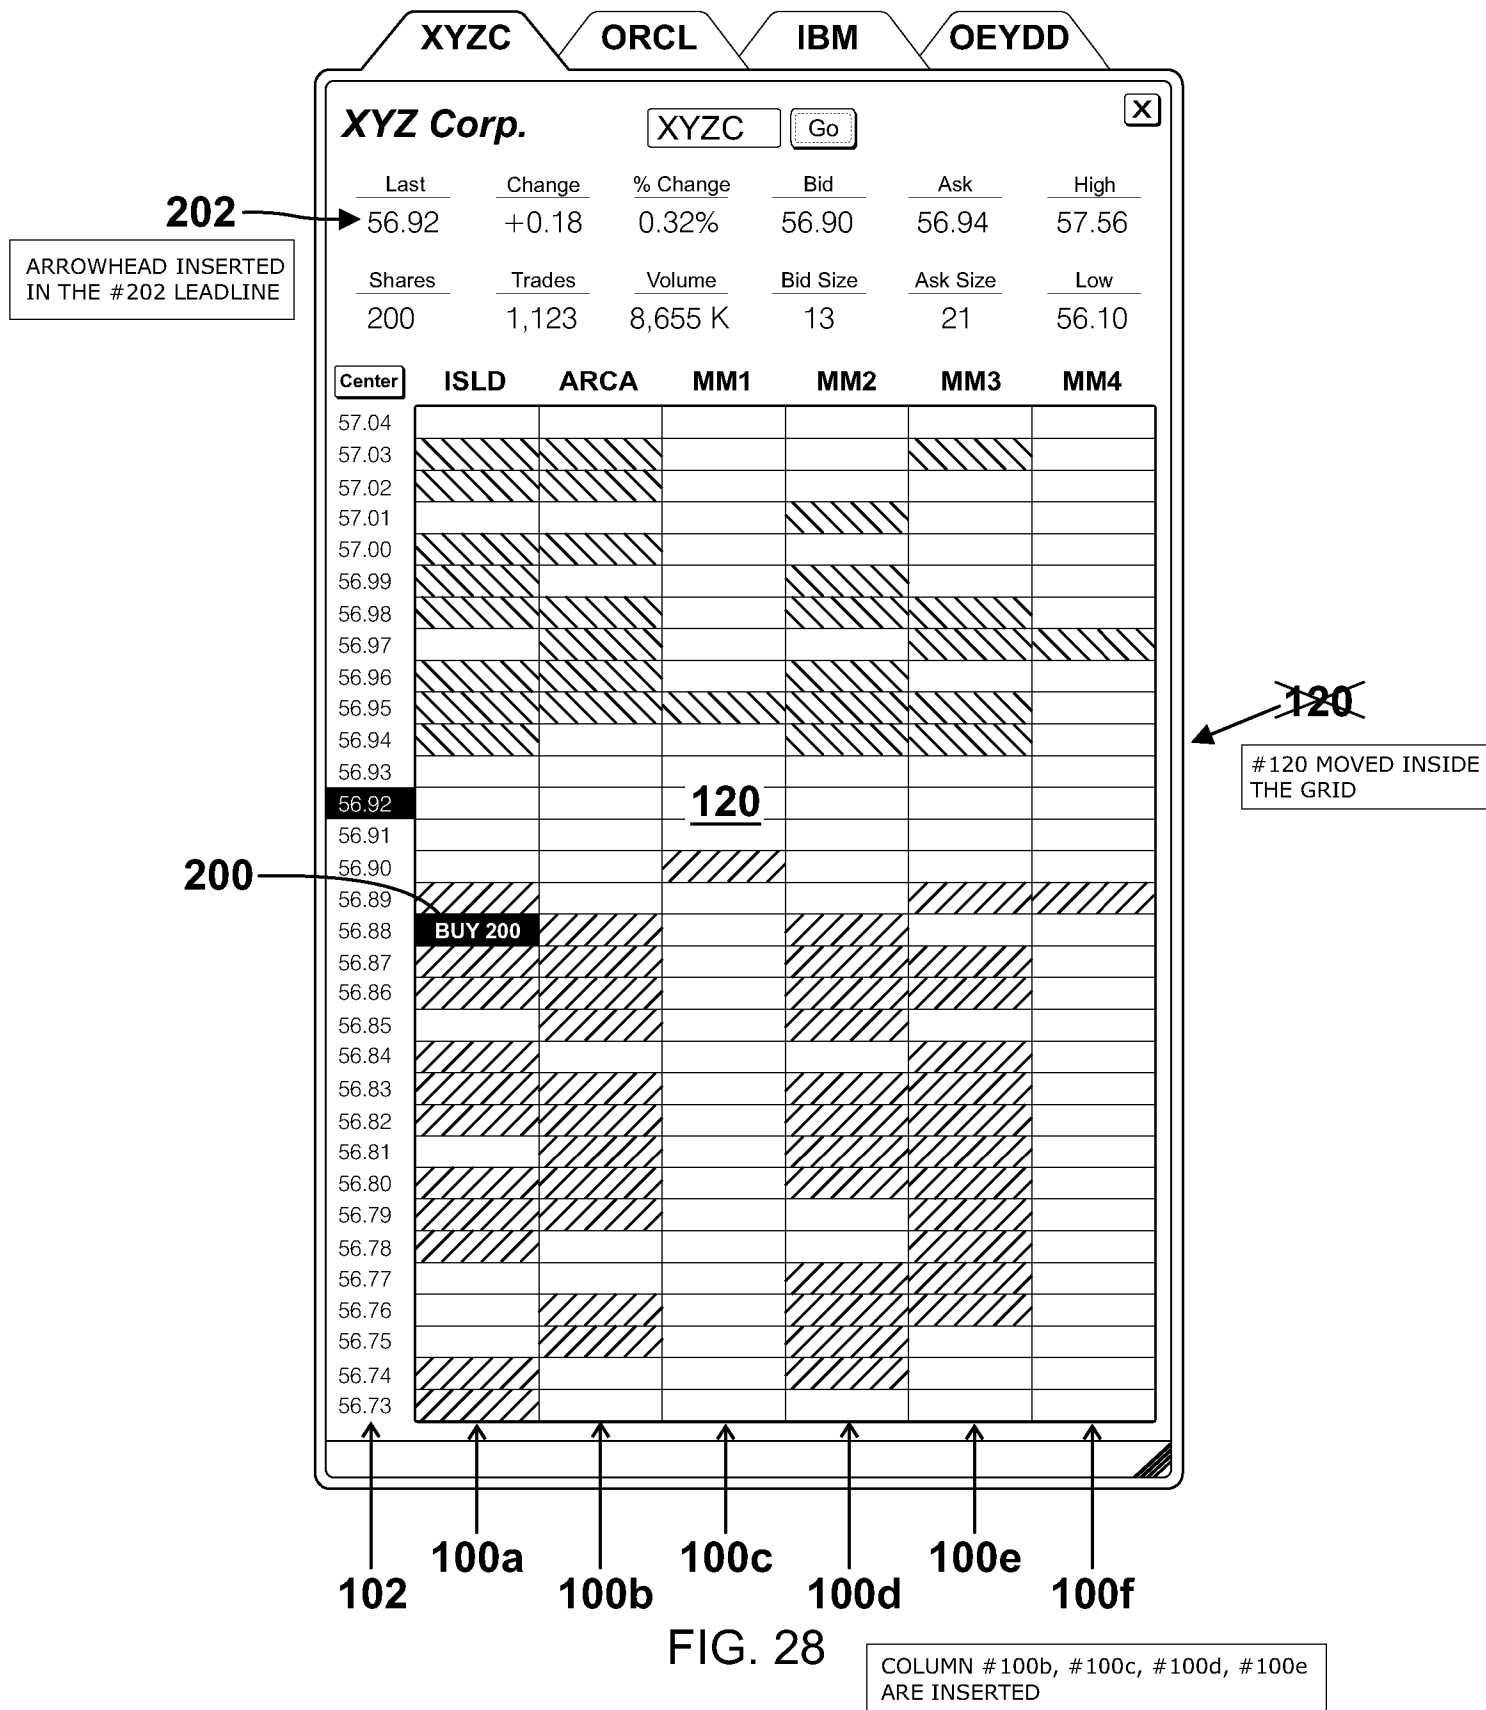 XYZC ORCL IBM OEYDD
XYZ Corp. XYZC Go X
Last Change % Change Bid Ask High
202 56.92 +0.18 0.32% 56.90 56.94 57.56
ARROWHEAD INSERTED
IN THE #202 LEADLINE
Shares Trades Volume Bid Size Ask Size Low
200 1,123 8,655 K 13 21 56.10
Center ISLD ARCA MM1 MM2 MM3 MM4
57.04
57.03
57.02
57.01
57.00
56.99
56.98
56.97
56.96
56.95
120
56.94
#120 MOVED INSIDE
THE GRID
56.93
56.92 120
56.91
56.90
200
56.89
56.88 BUY 200
56.87
56.86
56.85
56.84
56.83
56.82
56.81
56.80
56.79
56.78
56.77
56.76
56.75
56.74
56.73
100a 100c 100e
102 100b 100d 100f
FIG. 28
COLUMN #100b, #100c, #100d, #100e
ARE INSERTED